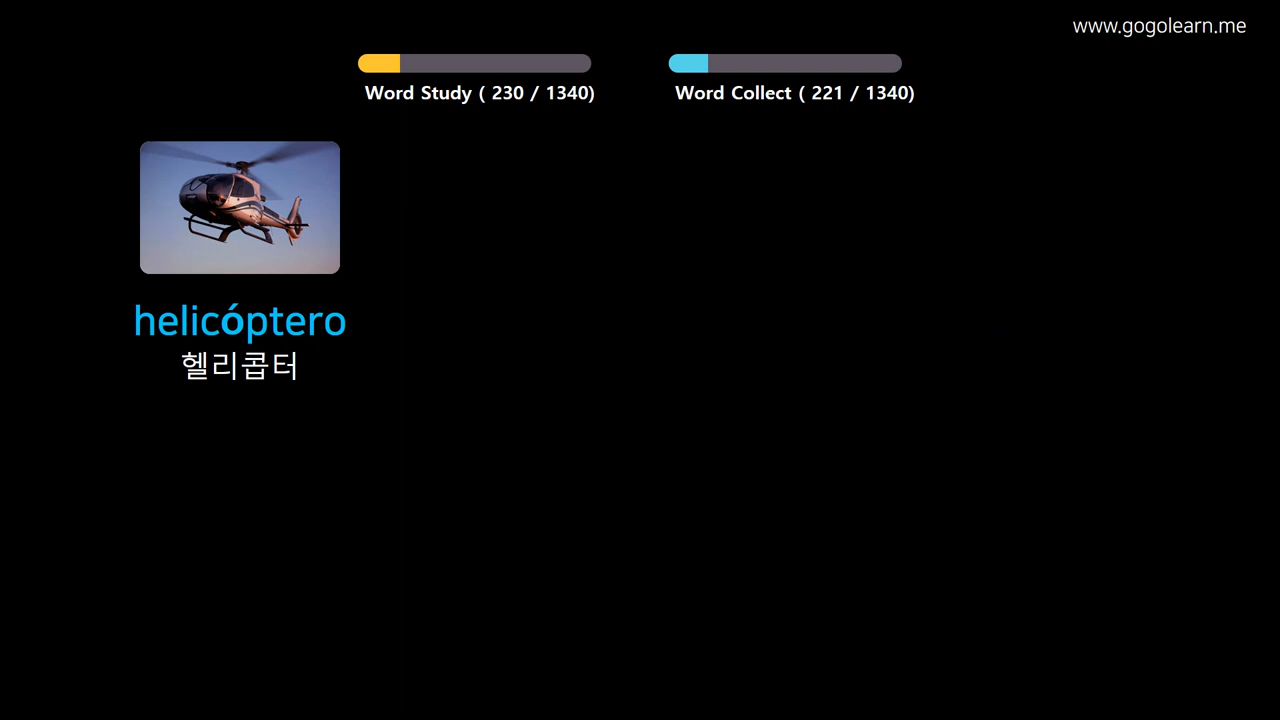 www.gogolearn.me
Word Study ( 230 / 1340)
Word Collect ( 221 / 1340)
helicóptero
헬리콥터